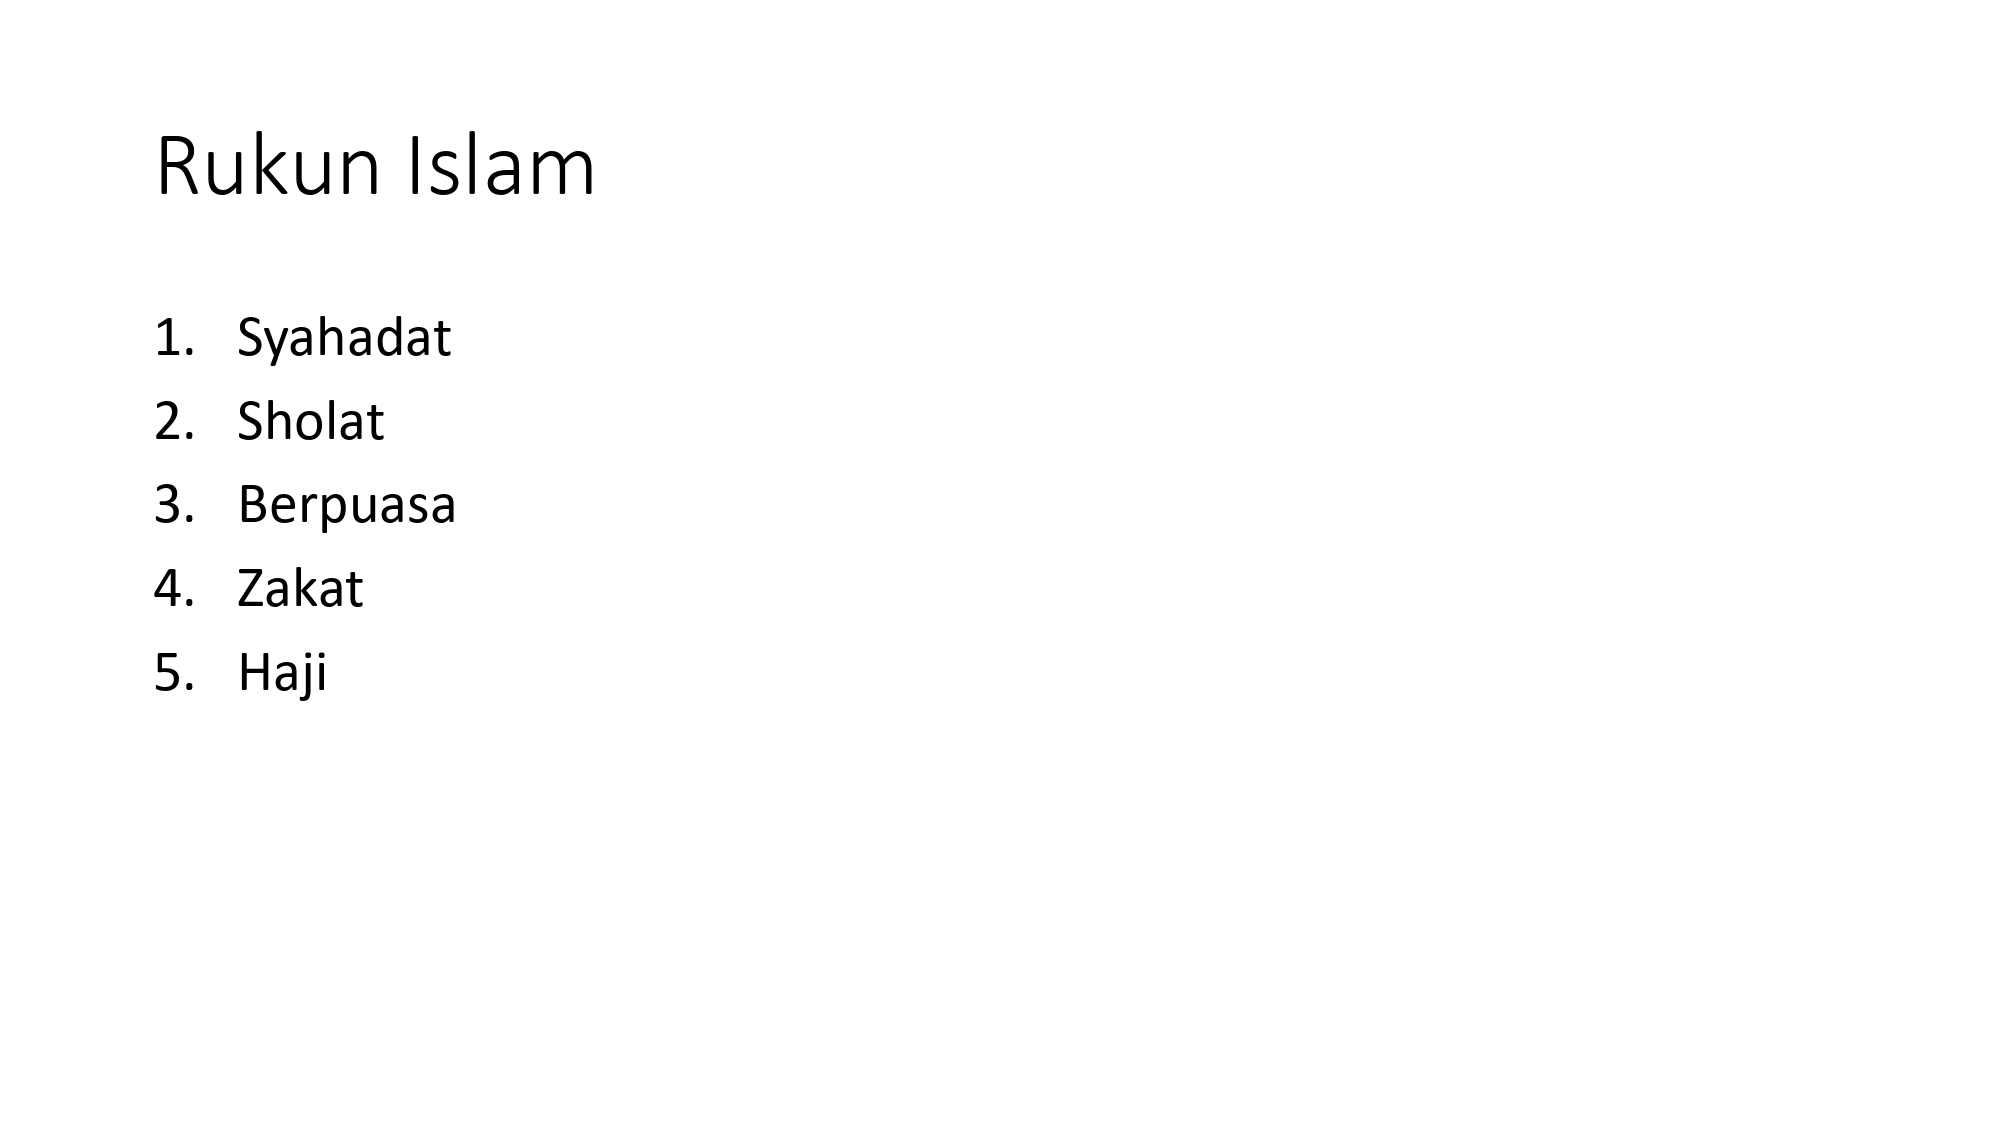 Rukun Islam
1. Syahadat
2. Sholat
3. Berpuasa
4. Zakat
5. Haji